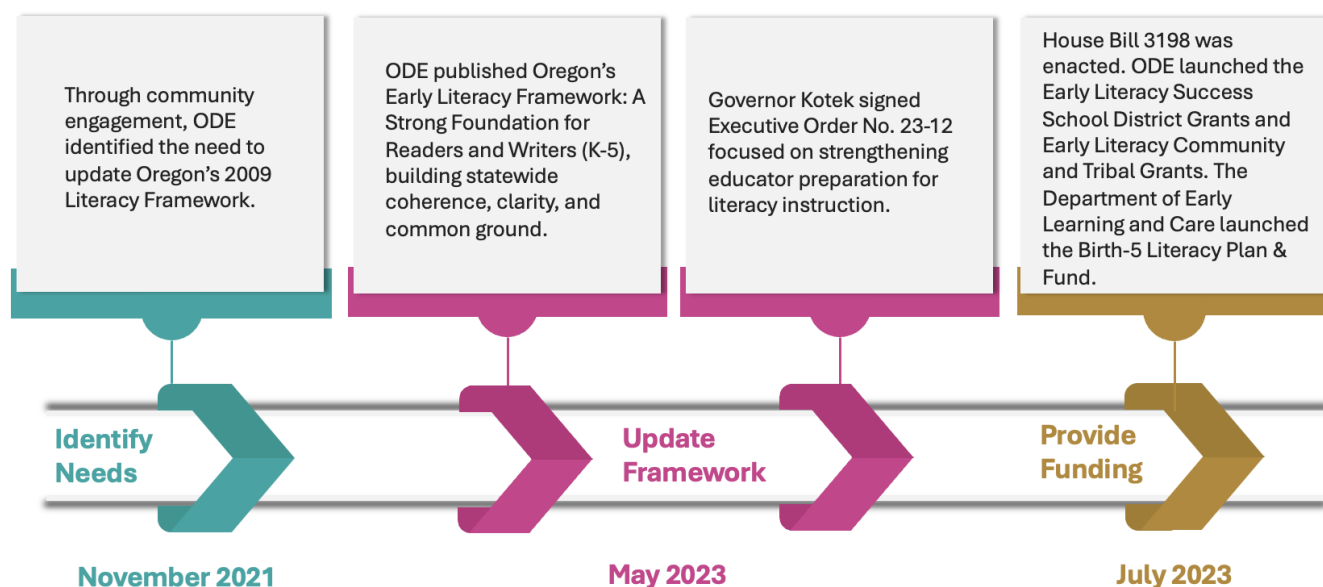 Through community
engagement, ODE
identified the need to
update Oregon's 2009
Literacy Framework.
ODE published Oregon's
Early Literacy Framework: A
Strong Foundation for
Readers and Writers (K-5),
building statewide
coherence, clarity, and
common ground.
Governor Kotek signed
Executive Order No. 23-12
focused on strengthening
educator preparation for
literacy instruction.
House Bill 3198 was
enacted. ODE launched the
Early Literacy Success
School District Grants and
Early Literacy Community
and Tribal Grants. The
Department of Early
Learning and Care launched
the Birth-5 Literacy Plan &
Fund.
Identify
Needs
Update
Framework
Provide
Funding
November 2021
May 2023
July 2023